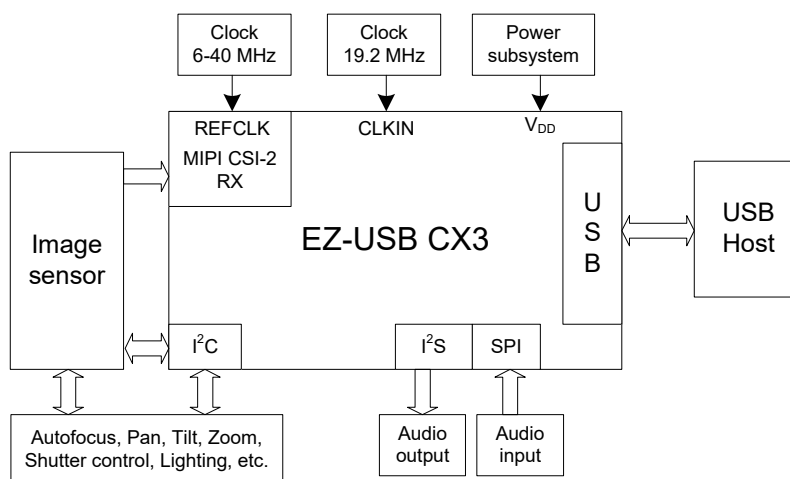 Clock
6-40 MHz
Clock
19.2 MHz
Power
subsystem
REFCLK
CLKIN
VDD
MIPI CSI-2
RX
Image
sensor
EZ-USB CX3
U
S
B
USB
Host
I²C
I²S
SPI
Autofocus, Pan, Tilt, Zoom,
Shutter control, Lighting, etc.
Audio
output
Audio
input